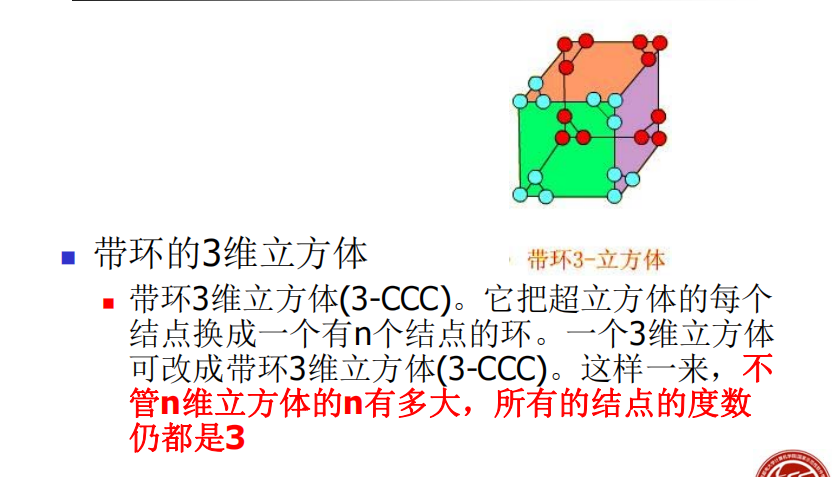 带环3-立方体
带环的3维立方体
带环3维立方体(3-CCC)。它把超立方体的每个
结点换成一个有n个结点的环。一个3维立方体
可改成带环3维立方体(3-CCC)。这样一来，不
管n维立方体的n有多大，所有的结点的度数
仍都是3